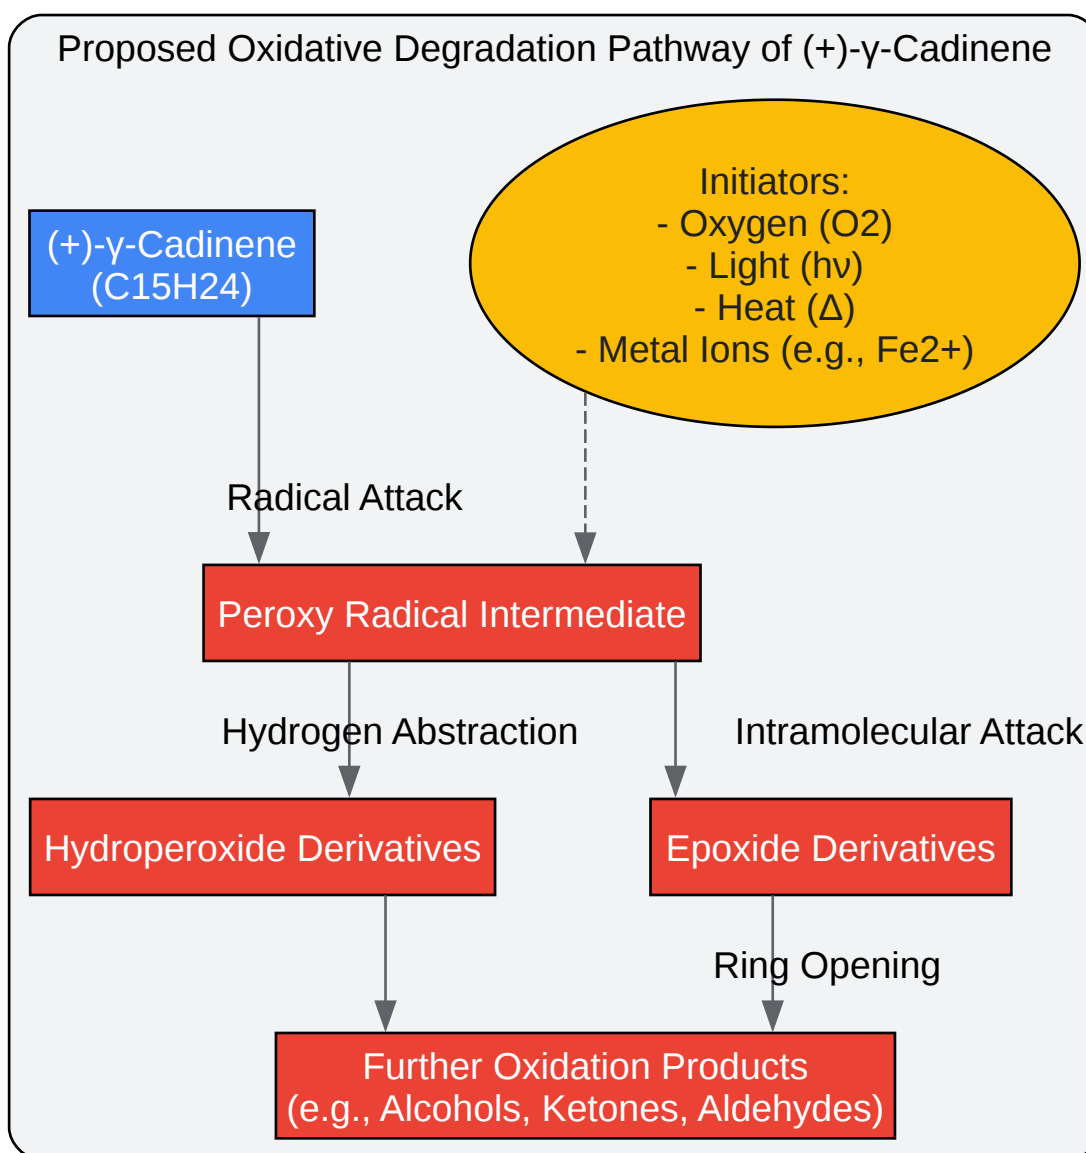 Proposed Oxidative Degradation Pathway of (+)-γ-Cadinene
Initiators:
- Oxygen (O2)
- Light (hν)
- Heat (Δ)
- Metal Ions (e.g., Fe2+)
(+)-γ-Cadinene
(C15H24)
Radical Attack
Peroxy Radical Intermediate
Hydrogen Abstraction
Intramolecular Attack
Hydroperoxide Derivatives
Epoxide Derivatives
Ring Opening
Further Oxidation Products
(e.g., Alcohols, Ketones, Aldehydes)